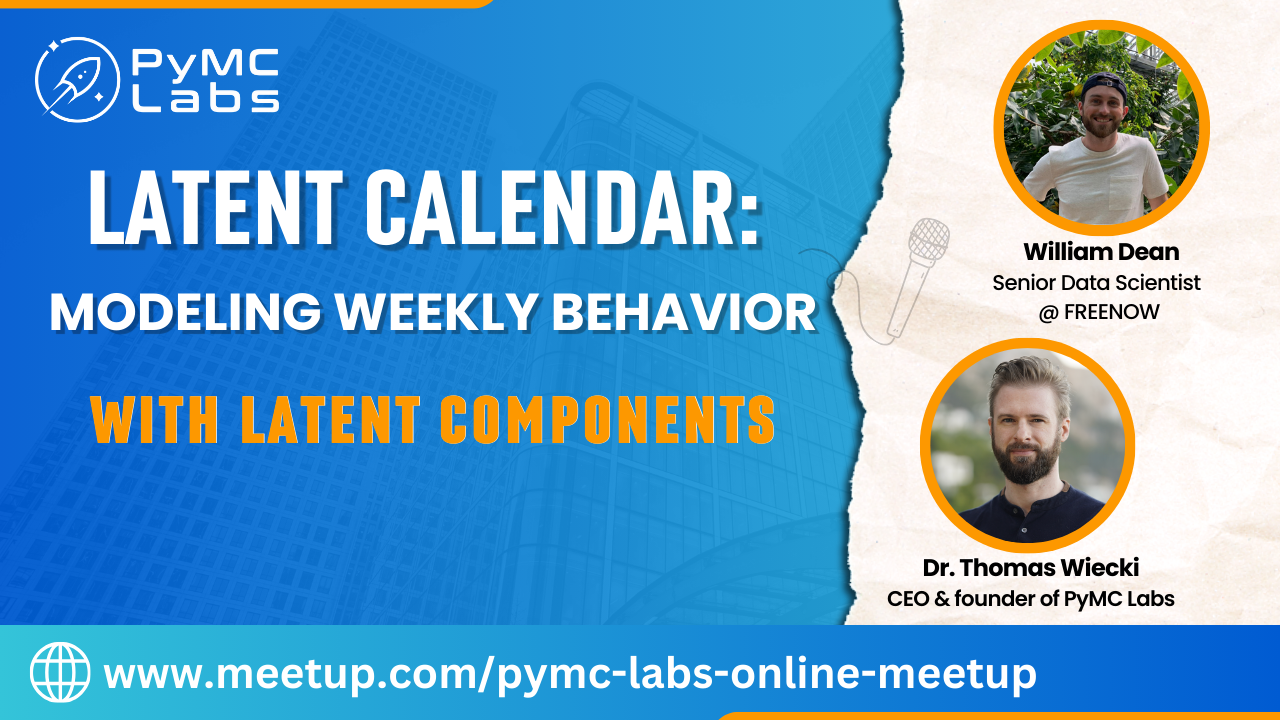 PyMC
Labs
LATENT CALENDAR:
MODELING WEEKLY BEHAVIOR
WITH LATENT COMPONENTS
William Dean
Senior Data Scientist
@ FREENOW
Dr. Thomas Wiecki
CEO & founder of PyMC Labs
www.meetup.com/pymc-labs-online-meetup